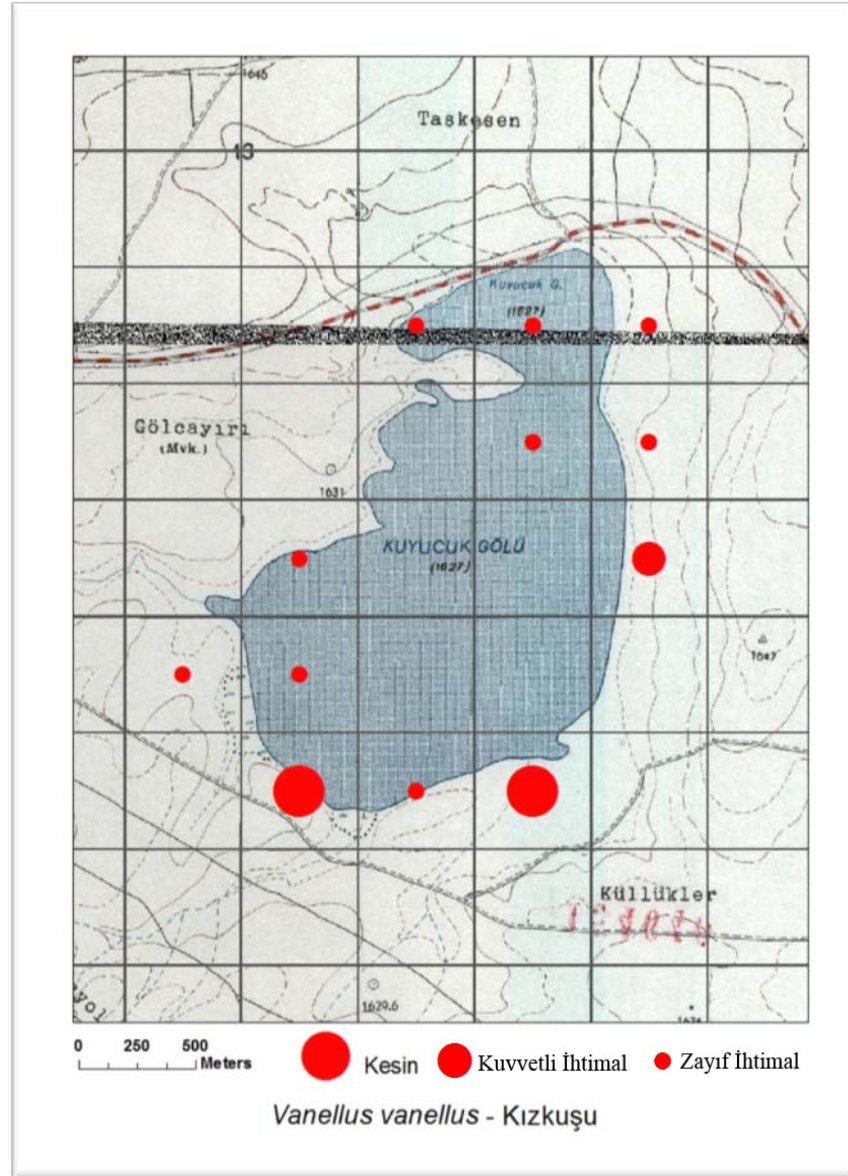 1645
Taşkesen
13
Kuyucuk G.
(1627)
Gölcayırı
(Mvk.)
1631
KUYUCUK GÖLÜ
(1627)
1647
Küllükler
yol
1629.6
0 250 500
Meters
Kesin
Kuvvetli İhtimal
Zayıf İhtimal
Vanellus vanellus - Kızkuşu